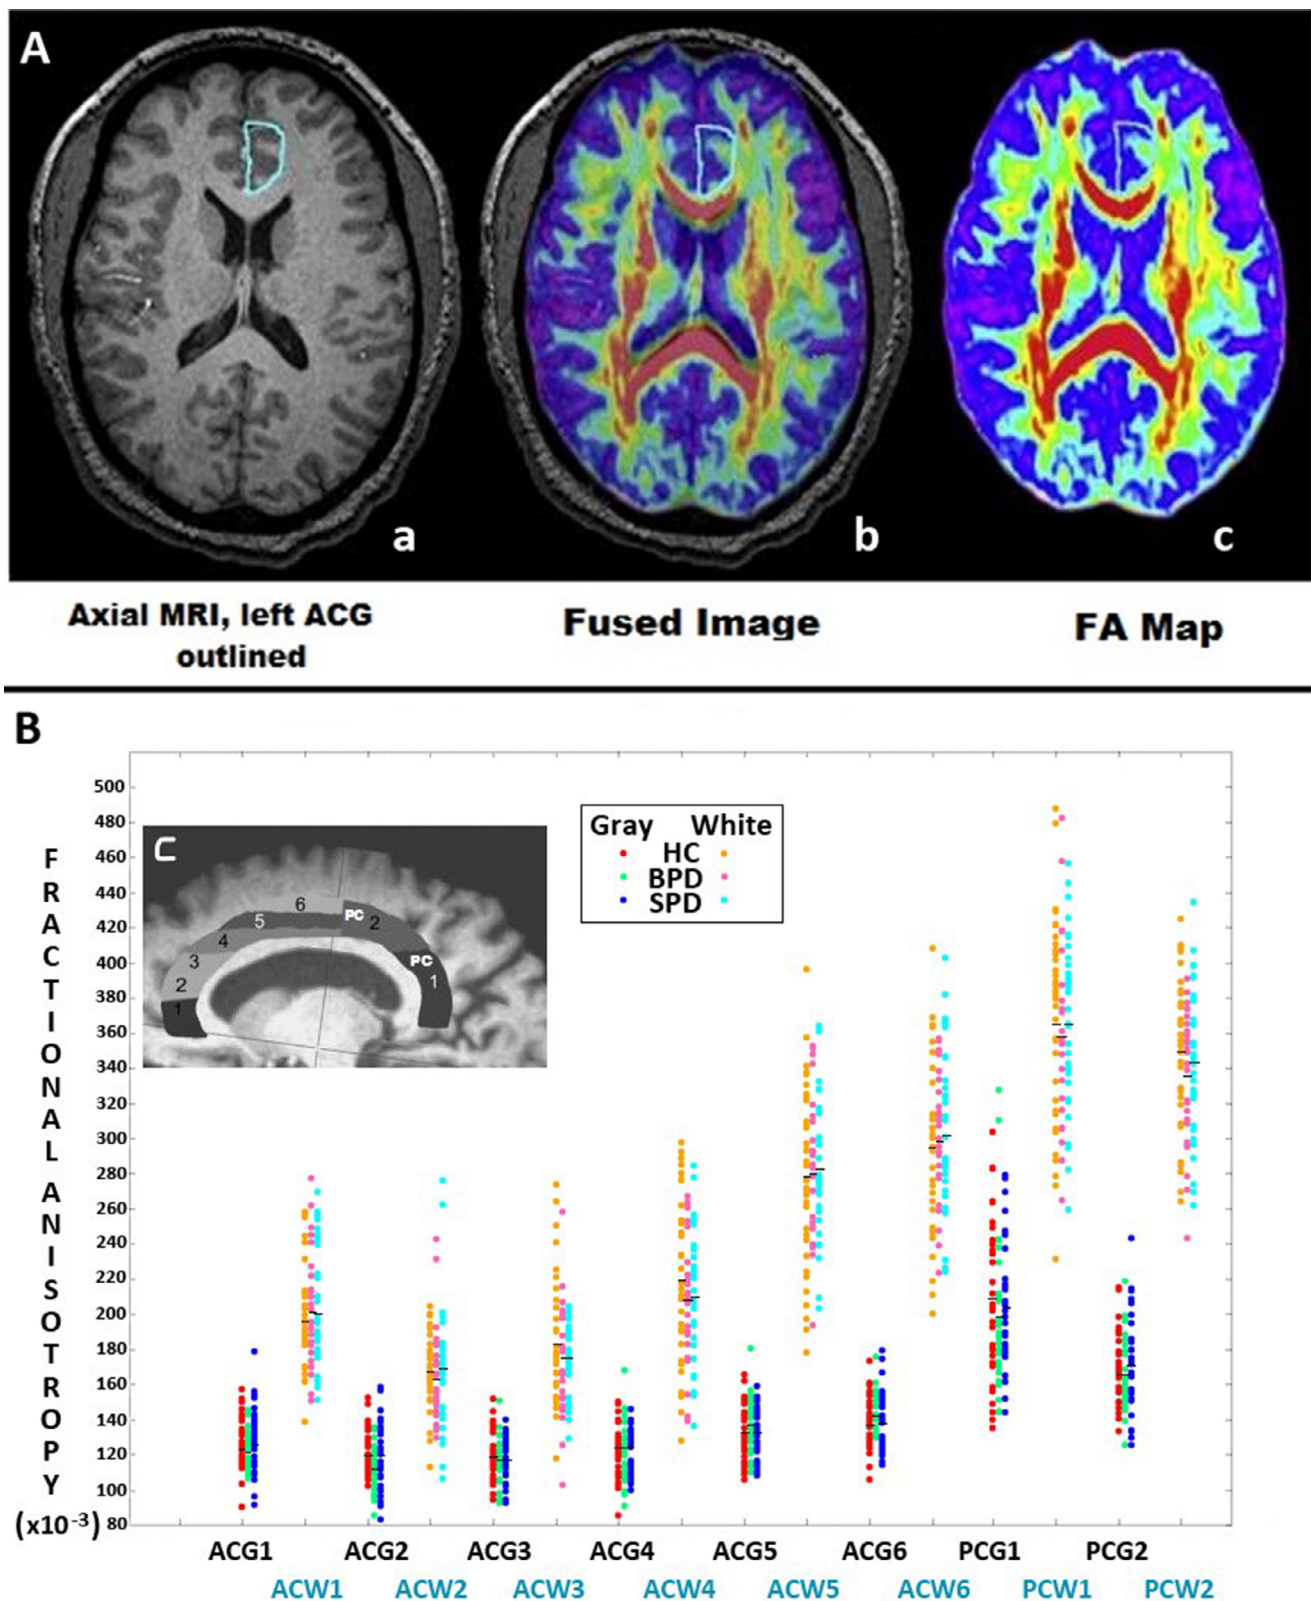 A
a
b
c
Axial MRI, left ACG
outlined
Fused Image
FA Map
B
FRACTIONAL ANISOTROPY
(x10⁻³)
500
480
460
440
420
400
380
360
340
320
300
280
260
240
220
200
180
160
140
120
100
80
C
6
5
4
3
2
1
PC
2
PC
1
Gray White
HC
BPD
SPD
ACG1 ACG2 ACG3 ACG4 ACG5 ACG6 PCG1 PCG2
ACW1 ACW2 ACW3 ACW4 ACW5 ACW6 PCW1 PCW2